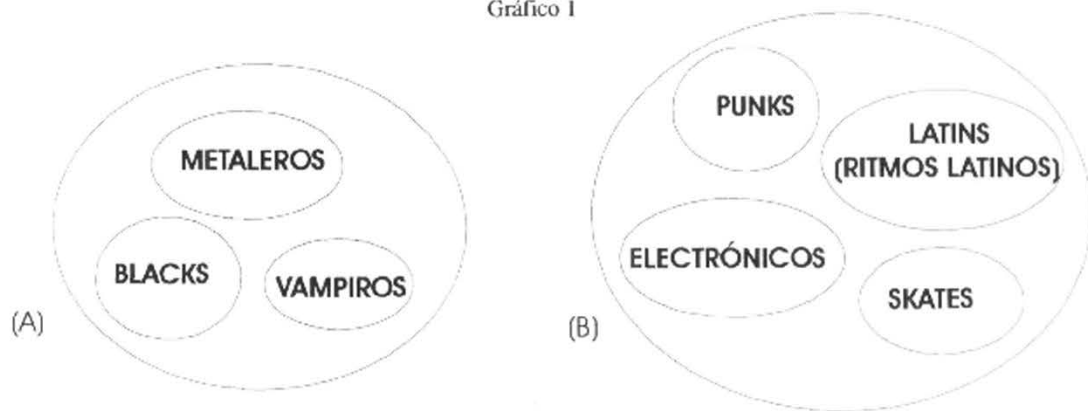 Gráfico 1
METALEROS
BLACKS
VAMPIROS
(A)
PUNKS
LATINS
(RITMOS LATINOS)
ELECTRÓNICOS
SKATES
(B)